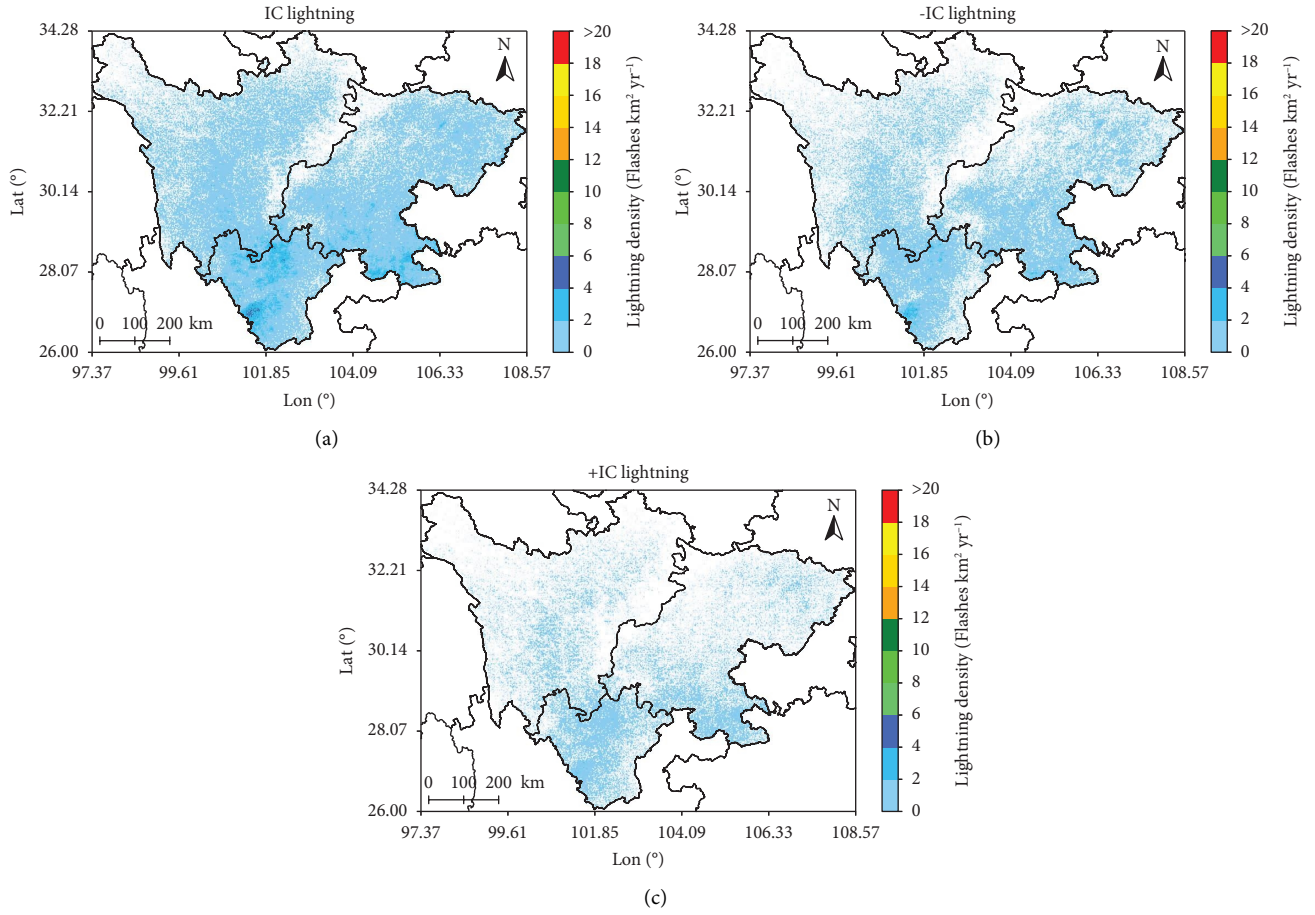 IC lightning
34.28
32.21
30.14
28.07
26.00
Lat (°)
N
0 100 200 km
97.37 99.61 101.85 104.09 106.33 108.57
Lon (°)
>20
18
16
14
12
10
8
6
4
2
0
Lightning density (Flashes km² yr⁻¹)
(a)
-IC lightning
34.28
32.21
30.14
28.07
26.00
Lat (°)
N
0 100 200 km
97.37 99.61 101.85 104.09 106.33 108.57
Lon (°)
>20
18
16
14
12
10
8
6
4
2
0
Lightning density (Flashes km² yr⁻¹)
(b)
+IC lightning
34.28
32.21
30.14
28.07
26.00
Lat (°)
N
0 100 200 km
97.37 99.61 101.85 104.09 106.33 108.57
Lon (°)
>20
18
16
14
12
10
8
6
4
2
0
Lightning density (Flashes km² yr⁻¹)
(c)